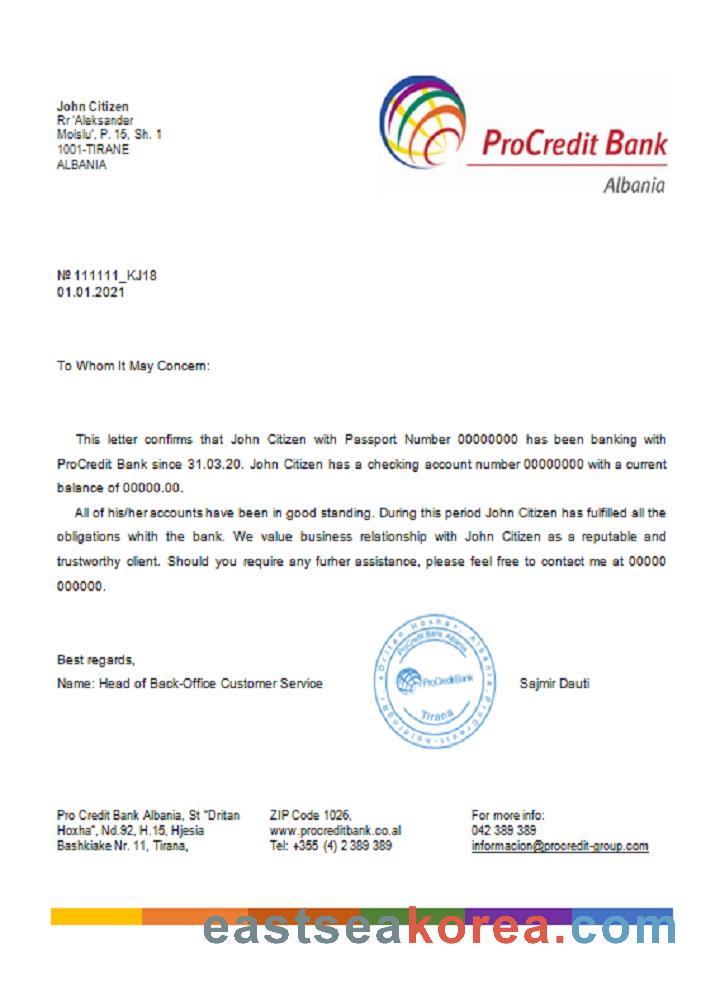 John Citizen
Rr 'Aleksander
Moisiu', P. 15, Sh. 1
1001-TIRANE
ALBANIA
ProCredit Bank
Albania
№ 111111_KJ18
01.01.2021
To Whom It May Concern:
This letter confirms that John Citizen with Passport Number 00000000 has been banking with
ProCredit Bank since 31.03.20. John Citizen has a checking account number 00000000 with a current
balance of 00000.00.
All of his/her accounts have been in good standing. During this period John Citizen has fulfilled all the
obligations whith the bank. We value business relationship with John Citizen as a reputable and
trustworthy client. Should you require any furher assistance, please feel free to contact me at 00000
000000.
Best regards,
Name: Head of Back-Office Customer Service
Dritan Hoxha, Albania, ProCredit-holding
ProCredit Bank Albania
ProCreditBank
Tirana
Sajmir Dauti
Pro Credit Bank Albania, St "Dritan
Hoxha", Nd.92, H.15, Hjesia
Bashkiake Nr. 11, Tirana,
ZIP Code 1026,
www.procreditbank.co.al
Tel: +355 (4) 2 389 389
For more info:
042 389 389
informacion@procredit-group.com
eastseakorea.com